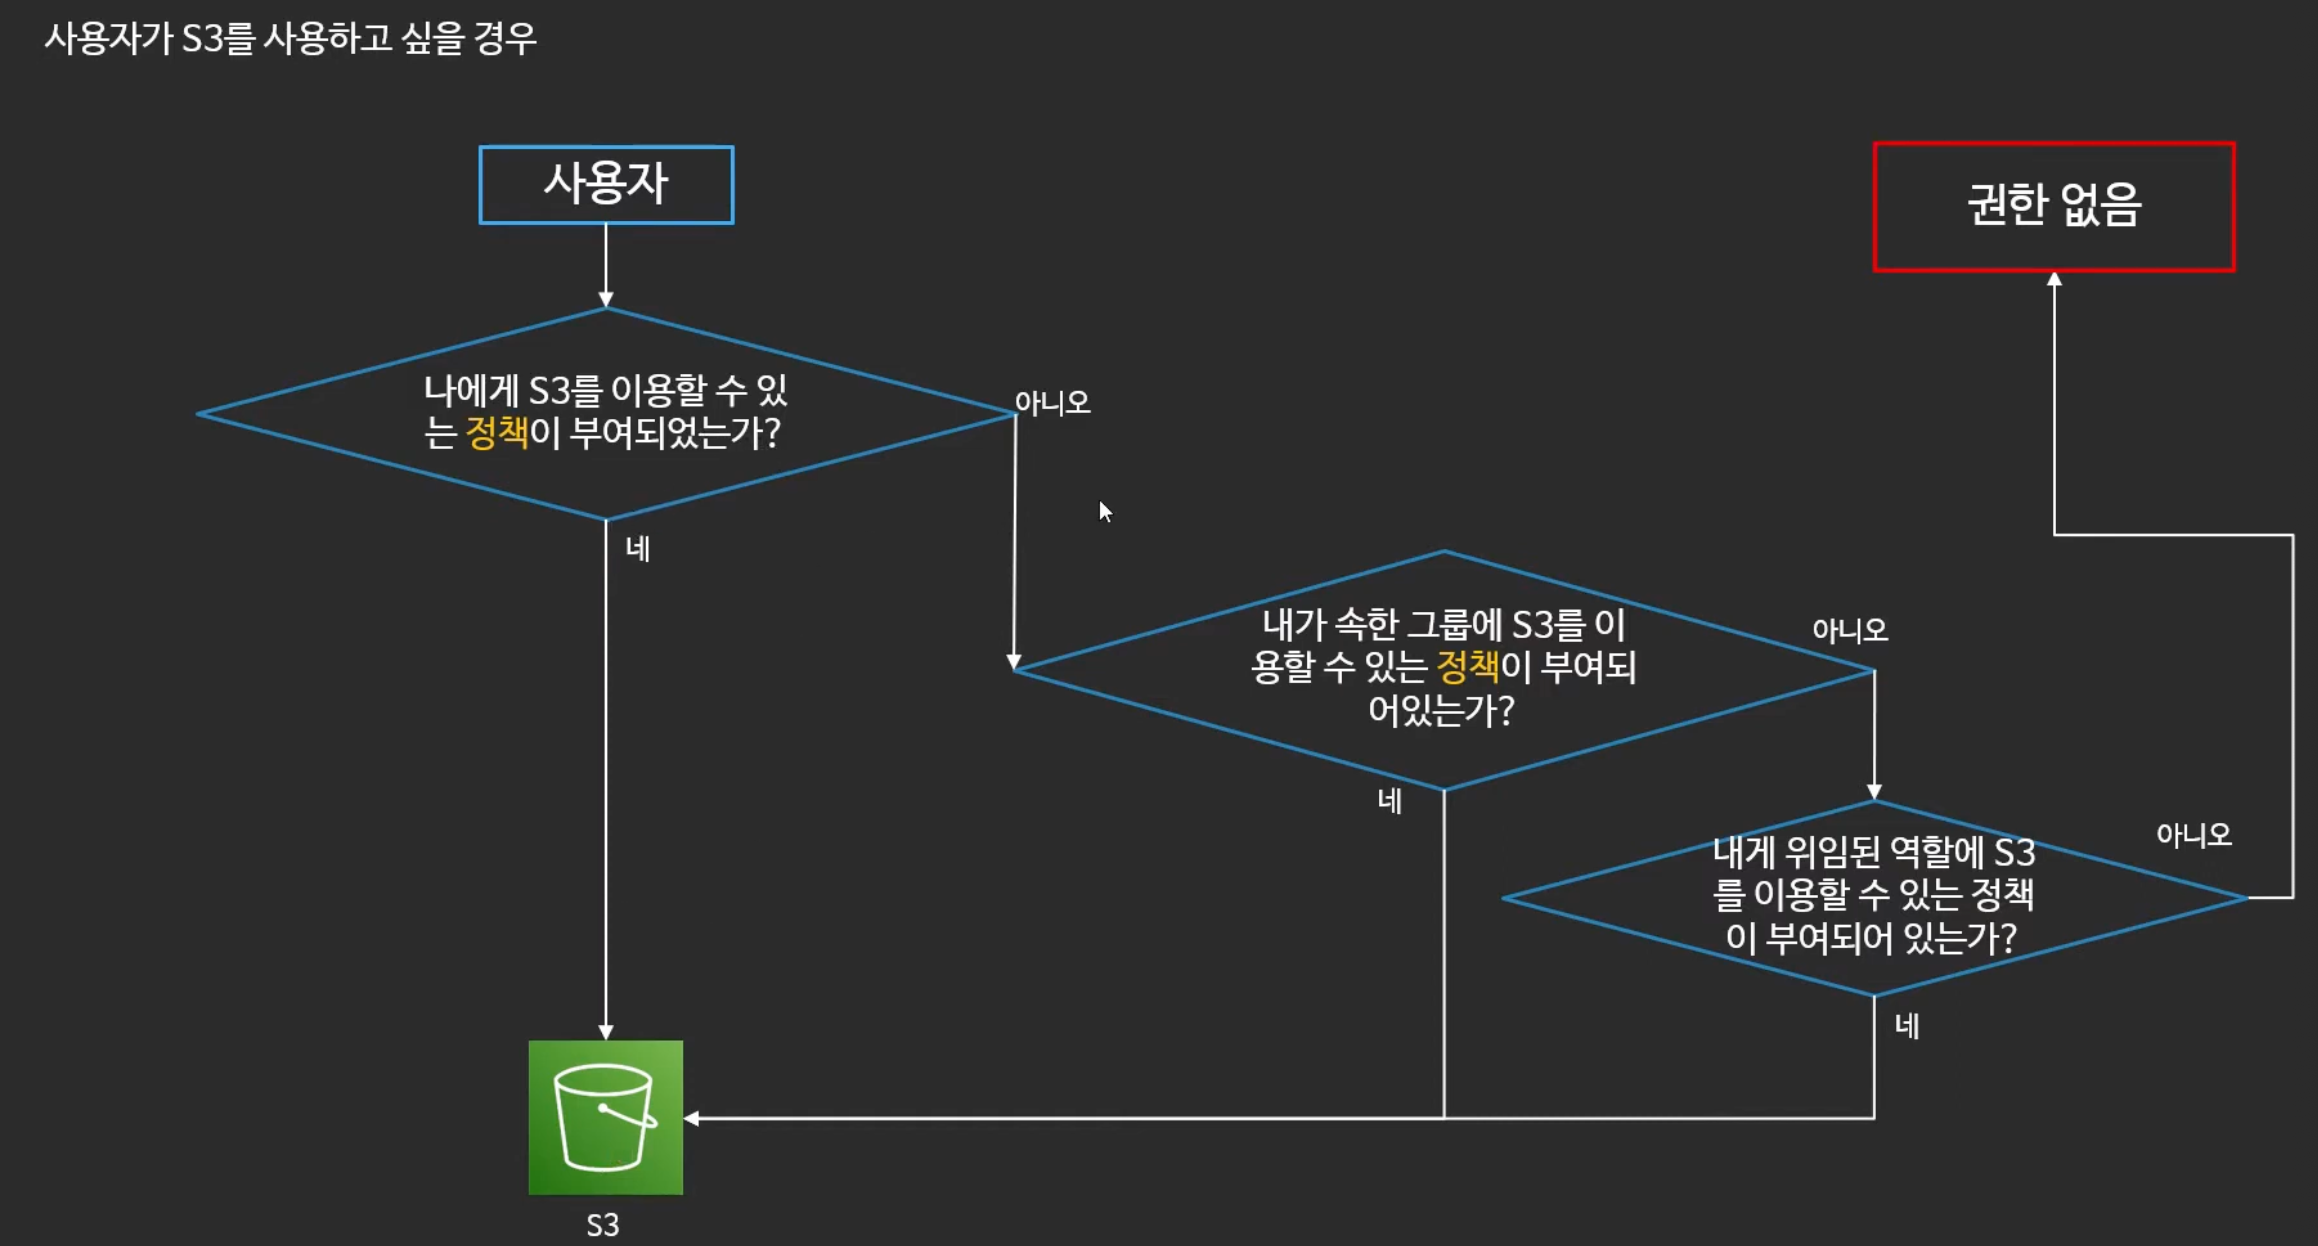 사용자가 S3를 사용하고 싶을 경우
사용자
권한 없음
나에게 S3를 이용할 수 있
는 정책이 부여되었는가?
아니오
네
내가 속한 그룹에 S3를 이
용할 수 있는 정책이 부여되
어있는가?
아니오
네
내게 위임된 역할에 S3
를 이용할 수 있는 정책
이 부여되어 있는가?
아니오
네
S3